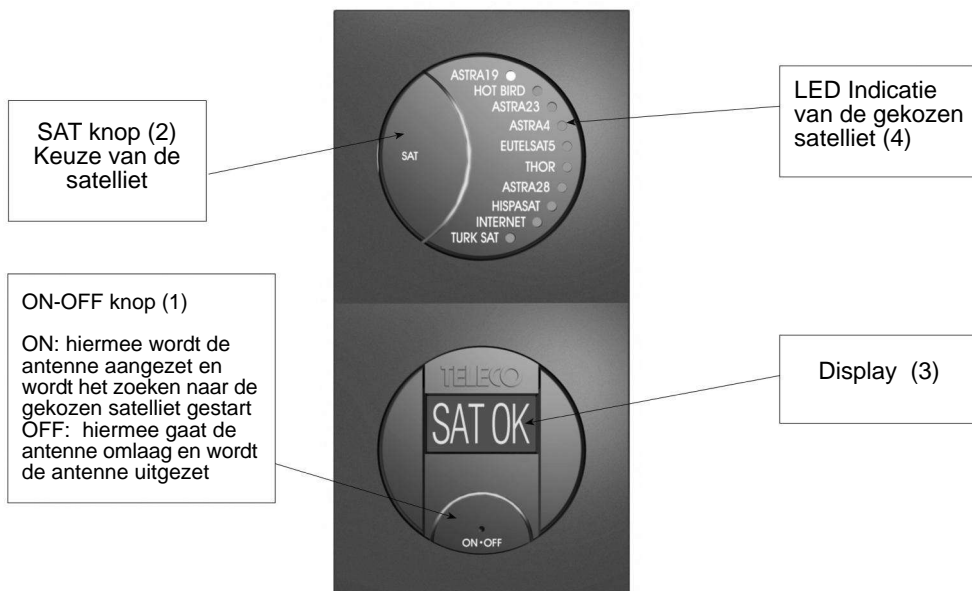 SAT knop (2)
Keuze van de
satelliet
ON-OFF knop (1)
ON: hiermee wordt de
antenne aangezet en
wordt het zoeken naar de
gekozen satelliet gestart
OFF: hiermee gaat de
antenne omlaag en wordt
de antenne uitgezet
SAT
ASTRA19
HOT BIRD
ASTRA23
ASTRA4
EUTELSAT5
THOR
ASTRA28
HISPASAT
INTERNET
TURK SAT
TELECO
SAT OK
ON•OFF
LED Indicatie
van de gekozen
satelliet (4)
Display (3)